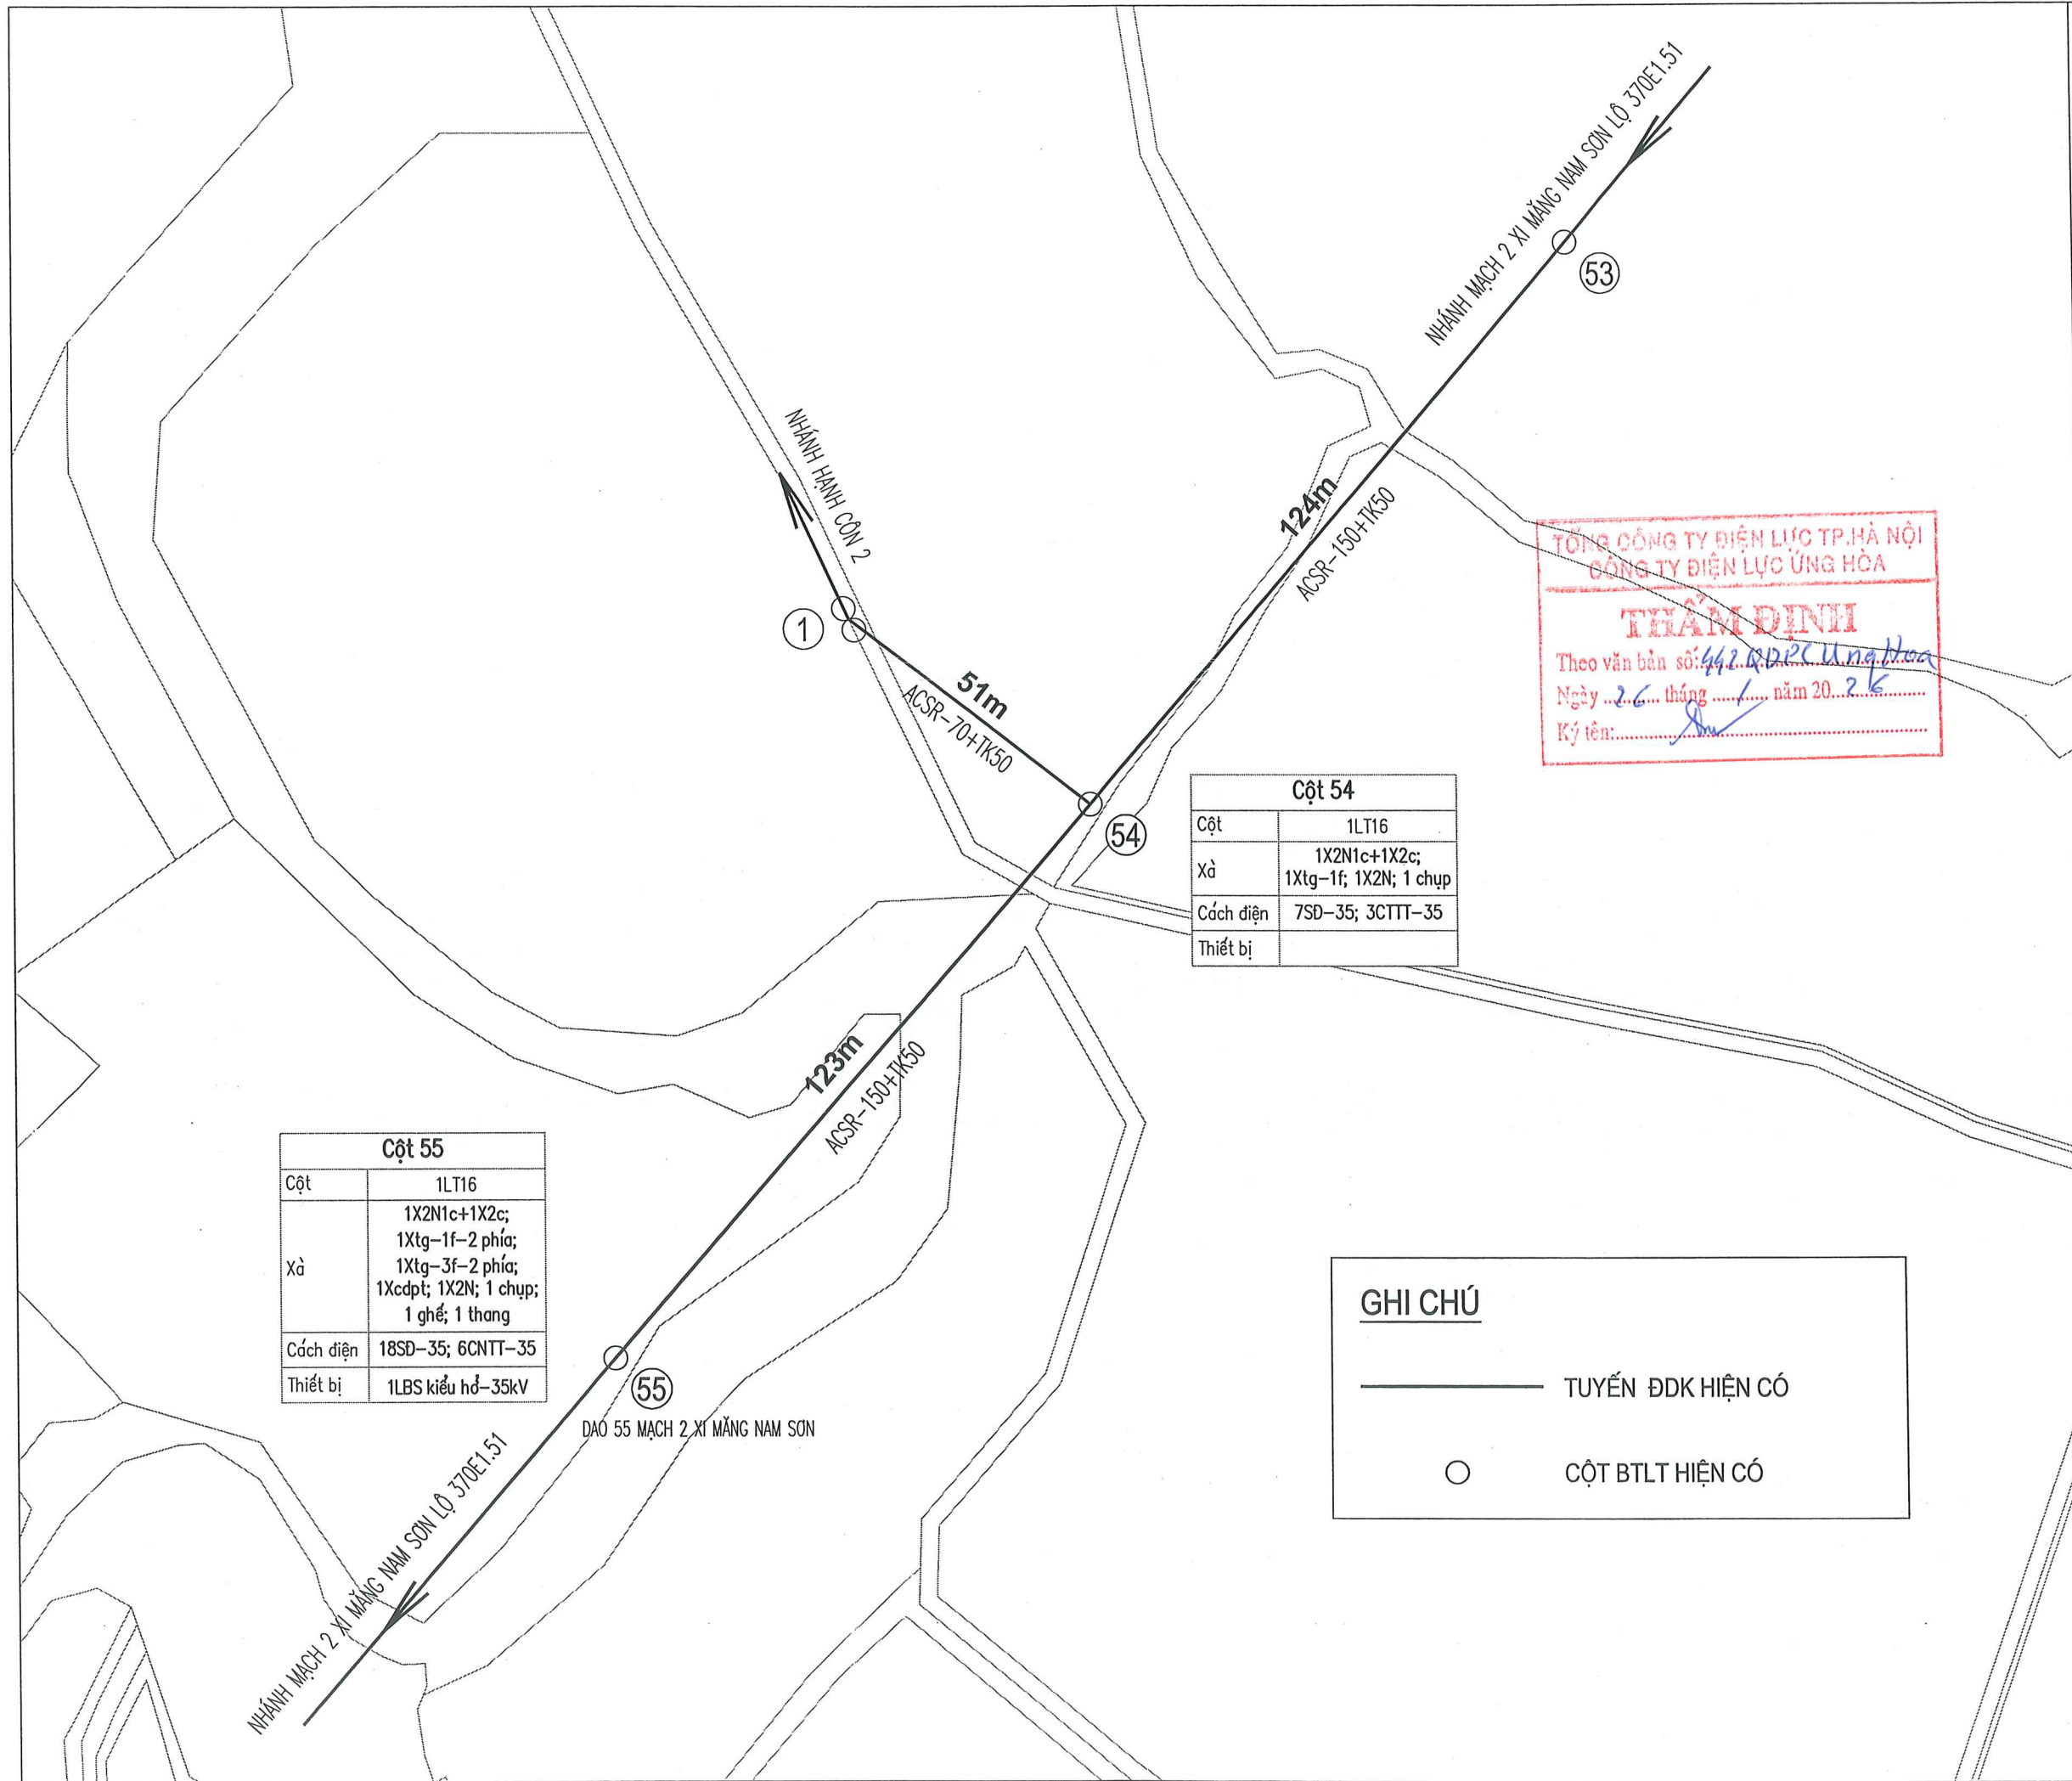 NHÁNH MẠCH 2 XI MĂNG NAM SƠN LỘ 370E1.51
53
NHÁNH HẠNH CÔN 2
124m
ACSR-150+TK50
TỔNG CÔNG TY ĐIỆN LỰC TP.HÀ NỘI
CÔNG TY ĐIỆN LỰC ỨNG HÒA
THẨM ĐỊNH
Theo văn bản số: 442 QDPC Ung Hoa
Ngày 26 tháng 1 năm 20 26
Ký tên:
1
51m
ACSR-70+TK50
54
Cột 54
Cột 1LT16
Xà 1X2N1c+1X2c;
1Xtg-1f; 1X2N; 1 chụp
Cách điện 7SĐ-35; 3CTTT-35
Thiết bị
123m
ACSR-150+TK50
Cột 55
Cột 1LT16
Xà 1X2N1c+1X2c;
1Xtg-1f-2 phía;
1Xtg-3f-2 phía;
1Xcdpt; 1X2N; 1 chụp;
1 ghế; 1 thang
Cách điện 18SĐ-35; 6CNTT-35
Thiết bị 1LBS kiểu hở-35kV
55
DAO 55 MẠCH 2 XI MĂNG NAM SƠN
NHÁNH MẠCH 2 XI MĂNG NAM SƠN LỘ 370E1.51
GHI CHÚ
TUYẾN ĐDK HIỆN CÓ
CỘT BTLT HIỆN CÓ